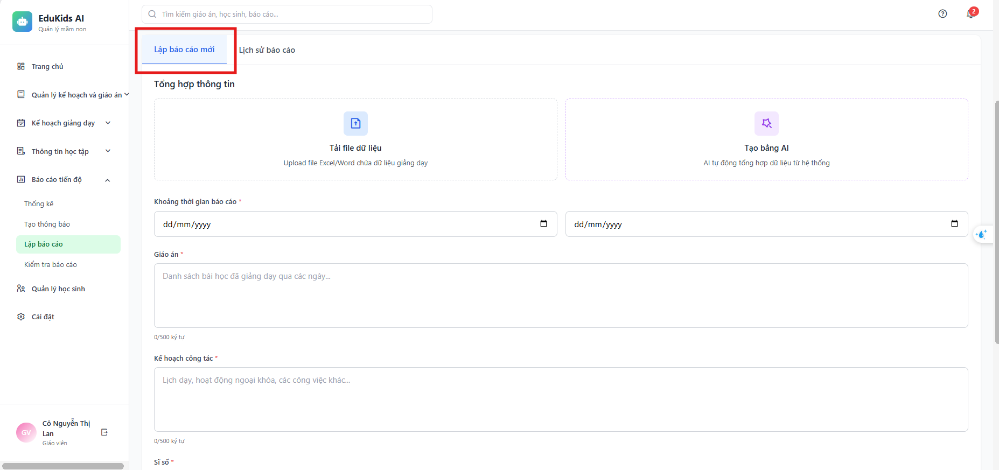 EduKids AI
Quản lý mầm non
Tìm kiếm giáo án, học sinh, báo cáo...
2
Trang chủ
Quản lý kế hoạch và giáo án
Kế hoạch giảng dạy
Thông tin học tập
Báo cáo tiến độ
Thống kê
Tạo thông báo
Lập báo cáo
Kiểm tra báo cáo
Quản lý học sinh
Cài đặt
GV
Cô Nguyễn Thị
Lan
Giáo viên
Lập báo cáo mới
Lịch sử báo cáo
Tổng hợp thông tin
Tải file dữ liệu
Upload file Excel/Word chứa dữ liệu giảng dạy
Tạo bằng AI
AI tự động tổng hợp dữ liệu từ hệ thống
Khoảng thời gian báo cáo *
dd/mm/yyyy
dd/mm/yyyy
Giáo án *
Danh sách bài học đã giảng dạy qua các ngày...
0/500 ký tự
Kế hoạch công tác *
Lịch dạy, hoạt động ngoại khóa, các công việc khác...
0/500 ký tự
Sĩ số *